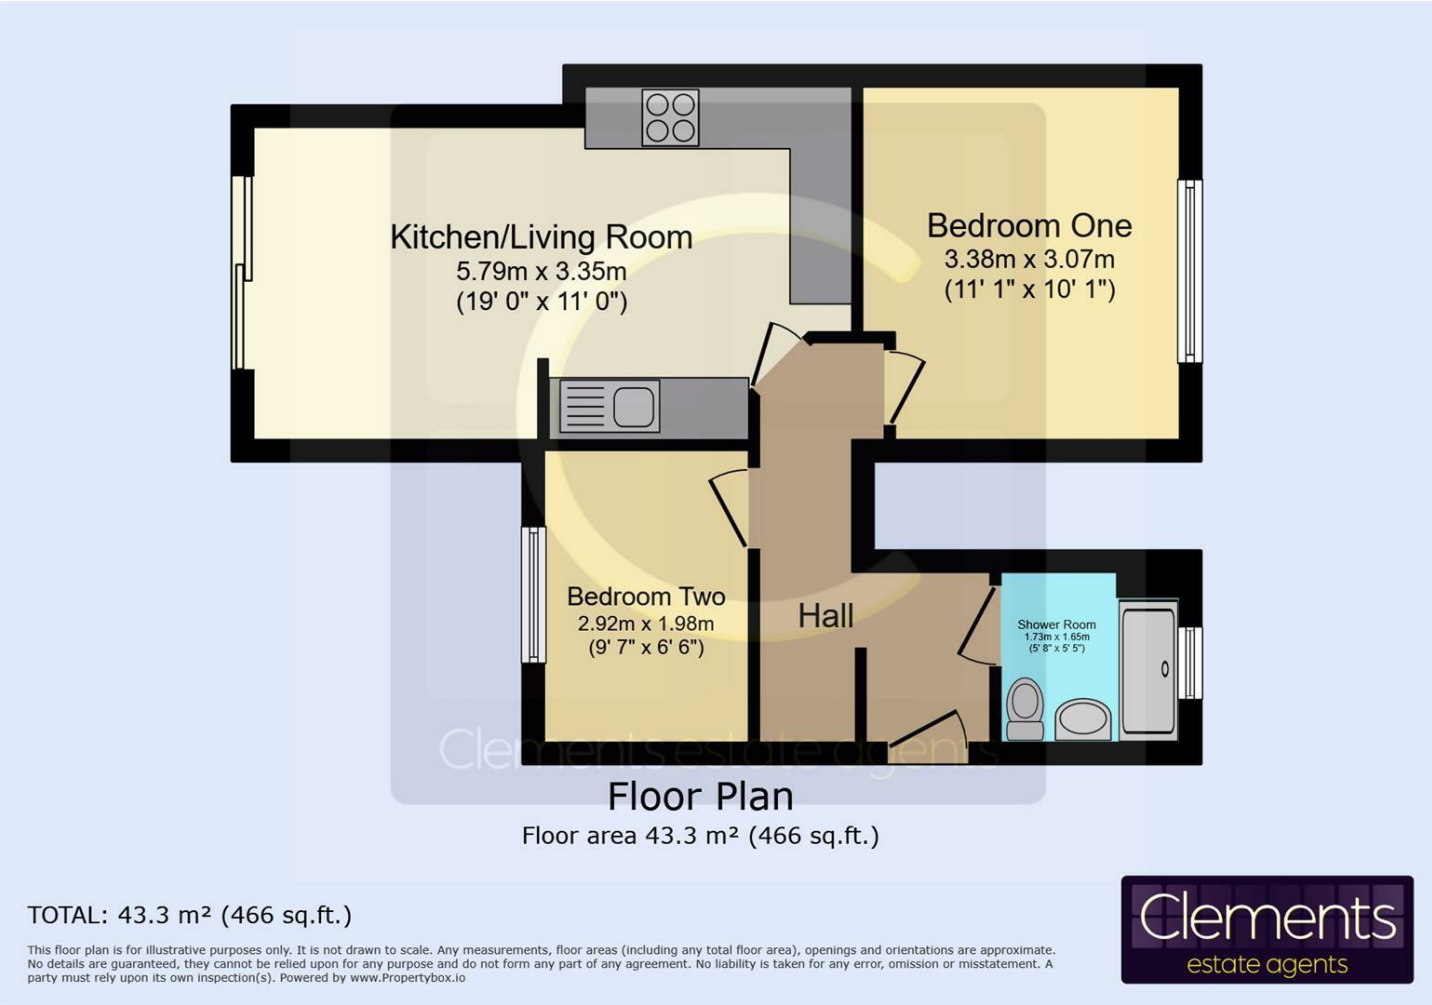 Kitchen/Living Room
5.79m x 3.35m
(19' 0" x 11' 0")
Bedroom One
3.38m x 3.07m
(11' 1" x 10' 1")
Bedroom Two
2.92m x 1.98m
(9' 7" x 6' 6")
Hall
Shower Room
1.73m x 1.65m
(5' 8" x 5' 5")
Clements estate agents
Floor Plan
Floor area 43.3 m² (466 sq.ft.)
TOTAL: 43.3 m² (466 sq.ft.)
This floor plan is for illustrative purposes only. It is not drawn to scale. Any measurements, floor areas (including any total floor area), openings and orientations are approximate.
No details are guaranteed, they cannot be relied upon for any purpose and do not form any part of any agreement. No liability is taken for any error, omission or misstatement. A
party must rely upon its own inspection(s). Powered by www.Propertybox.io
Clements
estate agents